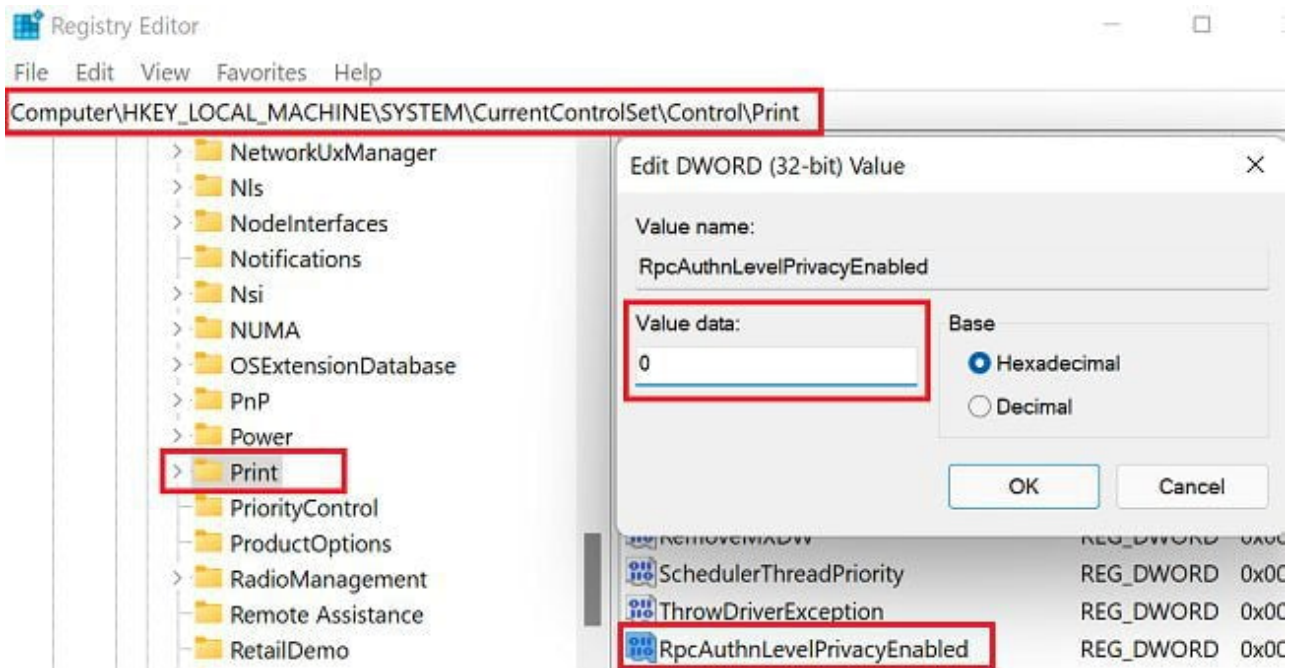 Registry Editor
File Edit View Favorites Help
Computer\HKEY_LOCAL_MACHINE\SYSTEM\CurrentControlSet\Control\Print
NetworkUxManager
Nls
NodeInterfaces
Notifications
Nsi
NUMA
OSExtensionDatabase
PnP
Power
Print
PriorityControl
ProductOptions
RadioManagement
Remote Assistance
RetailDemo
Edit DWORD (32-bit) Value
Value name:
RpcAuthnLevelPrivacyEnabled
Value data:
0
Base
Hexadecimal
Decimal
OK Cancel
RemoveMXDW REG_DWORD
SchedulerThreadPriority REG_DWORD
ThrowDriverException REG_DWORD
RpcAuthnLevelPrivacyEnabled REG_DWORD